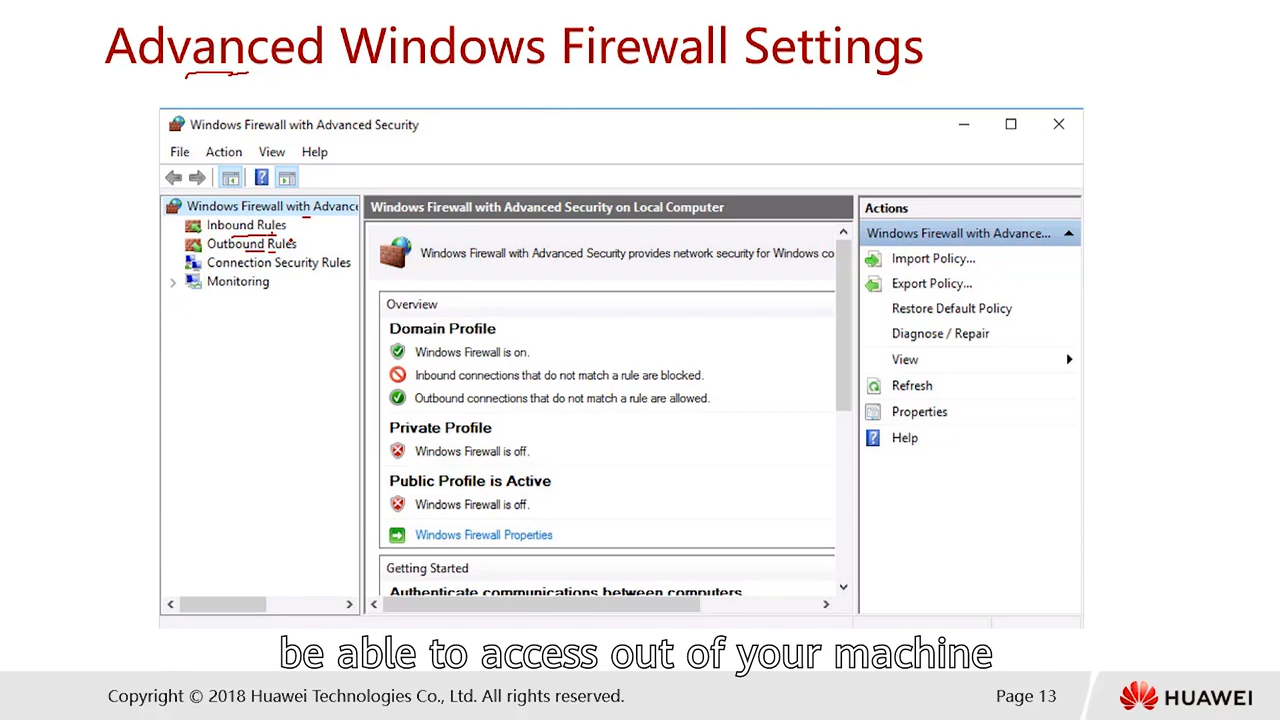 Advanced Windows Firewall Settings
Windows Firewall with Advanced Security
File Action View Help
Windows Firewall with Advance
Inbound Rules
Outbound Rules
Connection Security Rules
Monitoring
Windows Firewall with Advanced Security on Local Computer
Windows Firewall with Advanced Security provides network security for Windows co
Overview
Domain Profile
Windows Firewall is on.
Inbound connections that do not match a rule are blocked.
Outbound connections that do not match a rule are allowed.
Private Profile
Windows Firewall is off.
Public Profile is Active
Windows Firewall is off.
Windows Firewall Properties
Getting Started
Authenticate communications between computers
Actions
Windows Firewall with Advance...
Import Policy...
Export Policy...
Restore Default Policy
Diagnose / Repair
View
Refresh
Properties
Help
be able to access out of your machine
Copyright © 2018 Huawei Technologies Co., Ltd. All rights reserved.
Page 13
HUAWEI